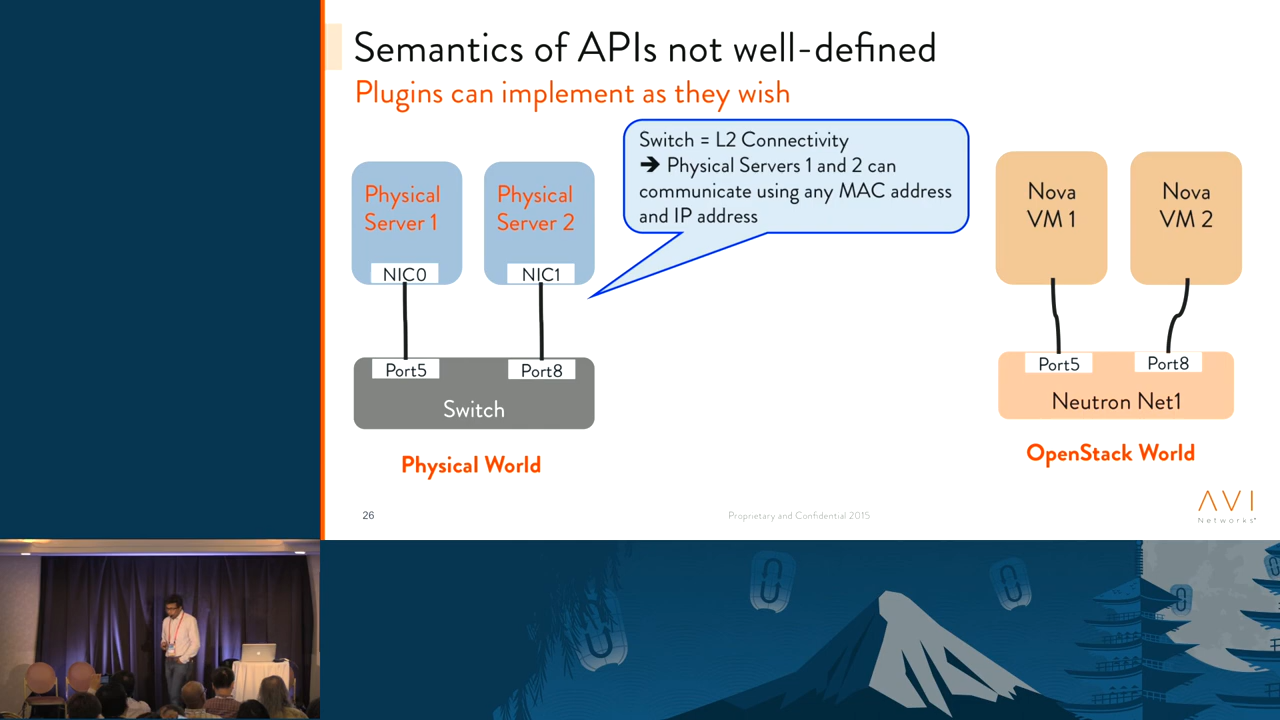 Semantics of APIs not well-defined
Plugins can implement as they wish
Switch = L2 Connectivity
➔ Physical Servers 1 and 2 can
communicate using any MAC address
and IP address
Physical
Server 1
NIC0
Physical
Server 2
NIC1
Port5
Port8
Switch
Physical World
Nova
VM 1
Nova
VM 2
Port5
Port8
Neutron Net1
OpenStack World
26
Proprietary and Confidential 2015
AVI
Networks